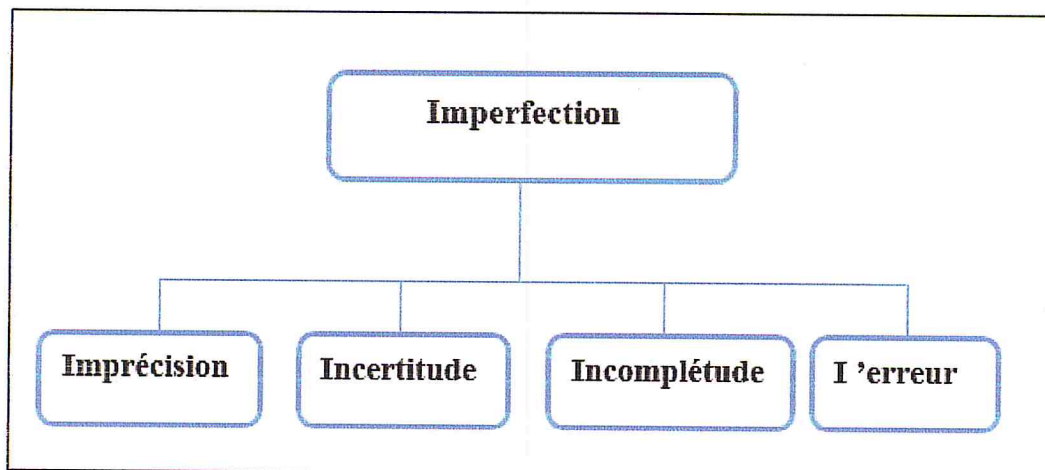 Imperfection
Imprécision
Incertitude
Incomplétude
I ’erreur